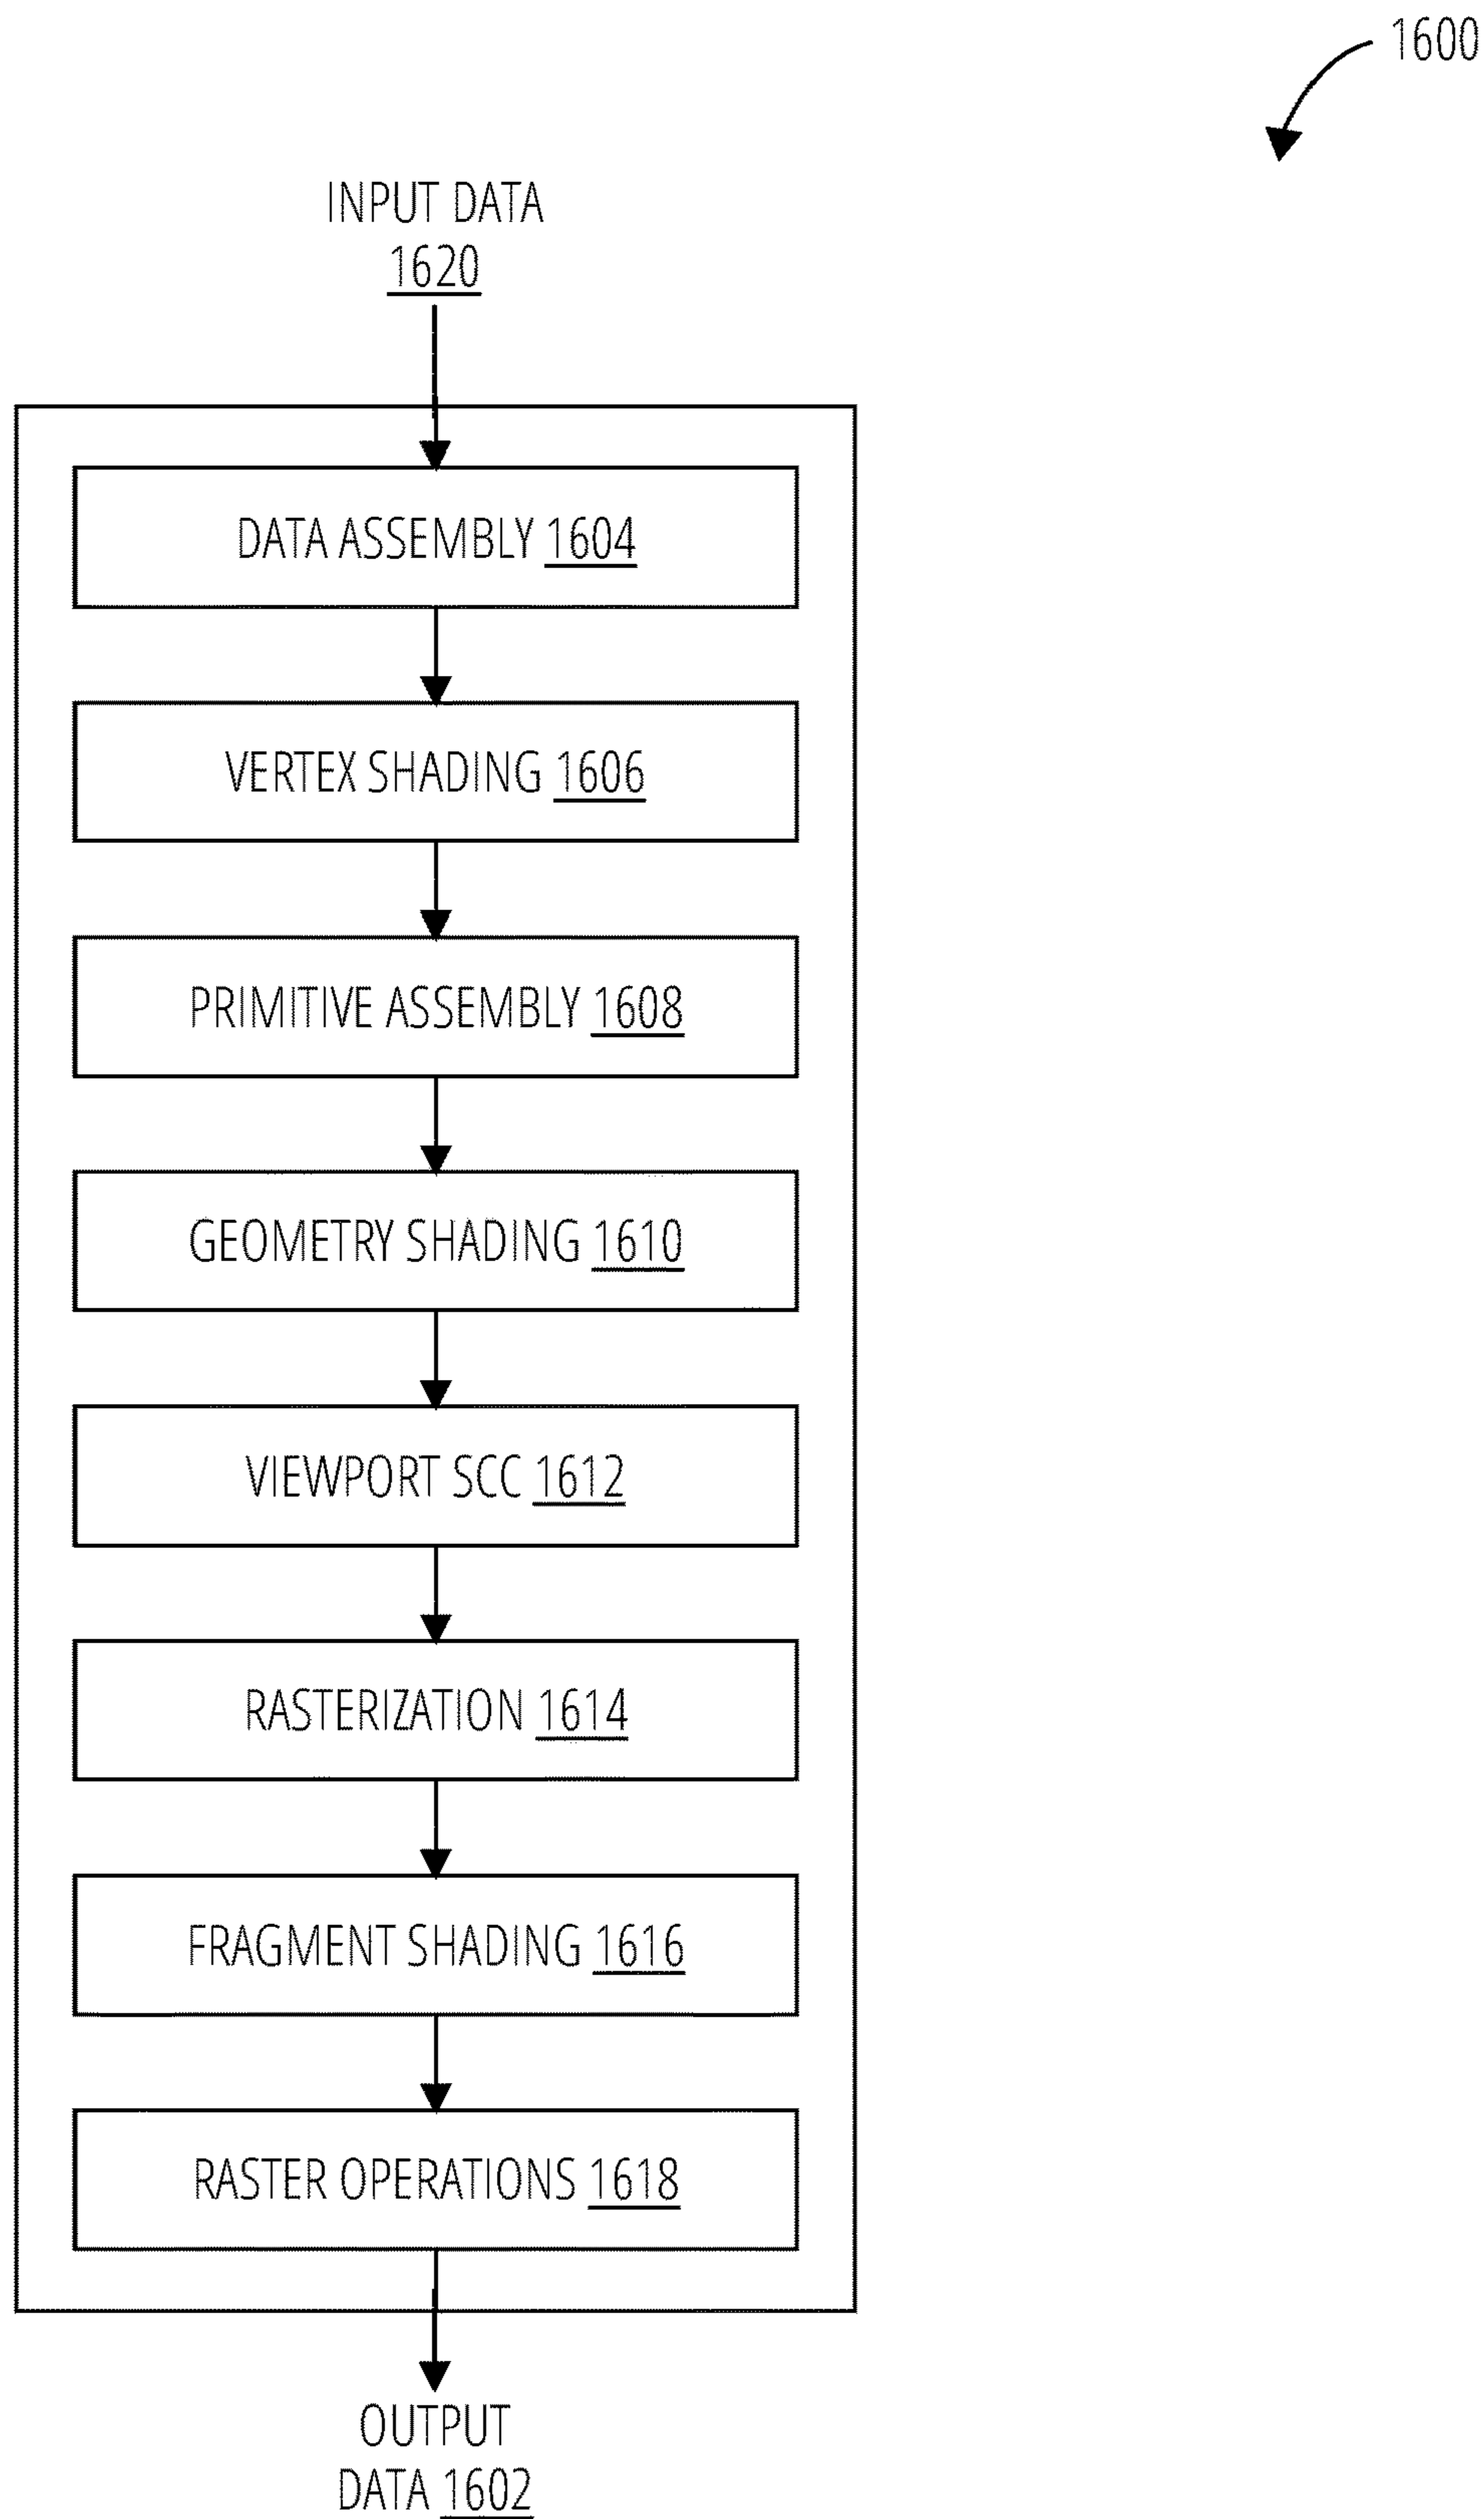 1600
INPUT DATA
1620
DATA ASSEMBLY 1604
VERTEX SHADING 1606
PRIMITIVE ASSEMBLY 1608
GEOMETRY SHADING 1610
VIEWPORT SCC 1612
RASTERIZATION 1614
FRAGMENT SHADING 1616
RASTER OPERATIONS 1618
OUTPUT
DATA 1602